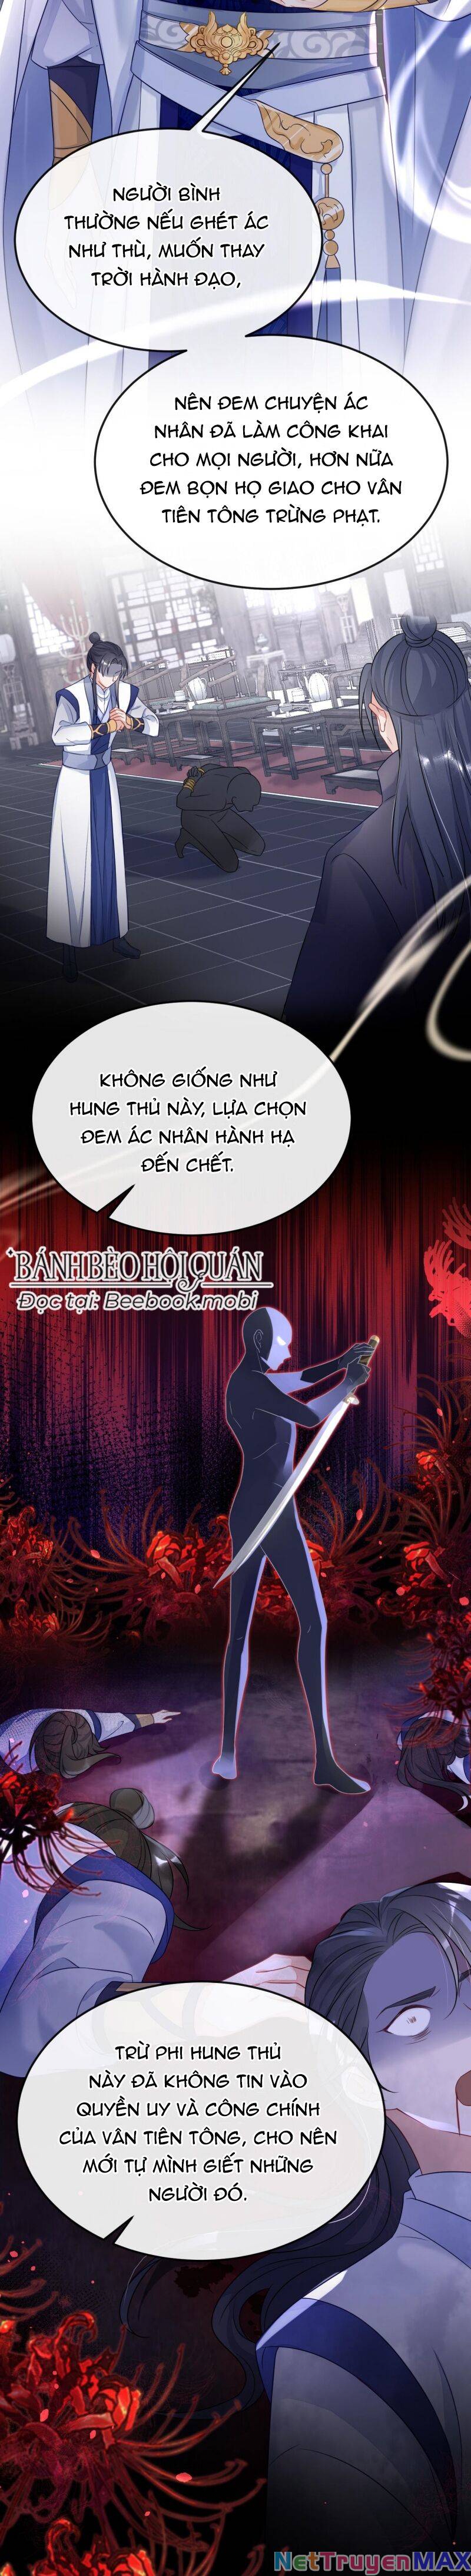 NGƯỜI BÌNH
THƯỜNG NẾU GHÉT ÁC
NHƯ THÙ, MUỐN THAY
TRỜI HÀNH ĐẠO,
NÊN ĐEM CHUYỆN ÁC
NHÂN ĐÃ LÀM CÔNG KHAI
CHO MỌI NGƯỜI, HƠN NỮA
ĐEM BỌN HỌ GIAO CHO VÂN
TIÊN TÔNG TRỪNG PHẠT.
KHÔNG GIỐNG NHƯ
HUNG THỦ NÀY, LỰA CHỌN
ĐEM ÁC NHÂN HÀNH HẠ
ĐẾN CHẾT.
BÁNH BÈO HỘI QUÁN
Đọc tại: Beebook.mobi
TRỪ PHI HUNG THỦ
NÀY ĐÃ KHÔNG TIN VÀO
QUYỀN UY VÀ CÔNG CHÍNH
CỦA VÂN TIÊN TÔNG, CHO NÊN
MỚI TỰ MÌNH GIẾT NHỮNG
NGƯỜI ĐÓ.
BÁNH BÈO HỘI QUÁN
NetTruyenMAX